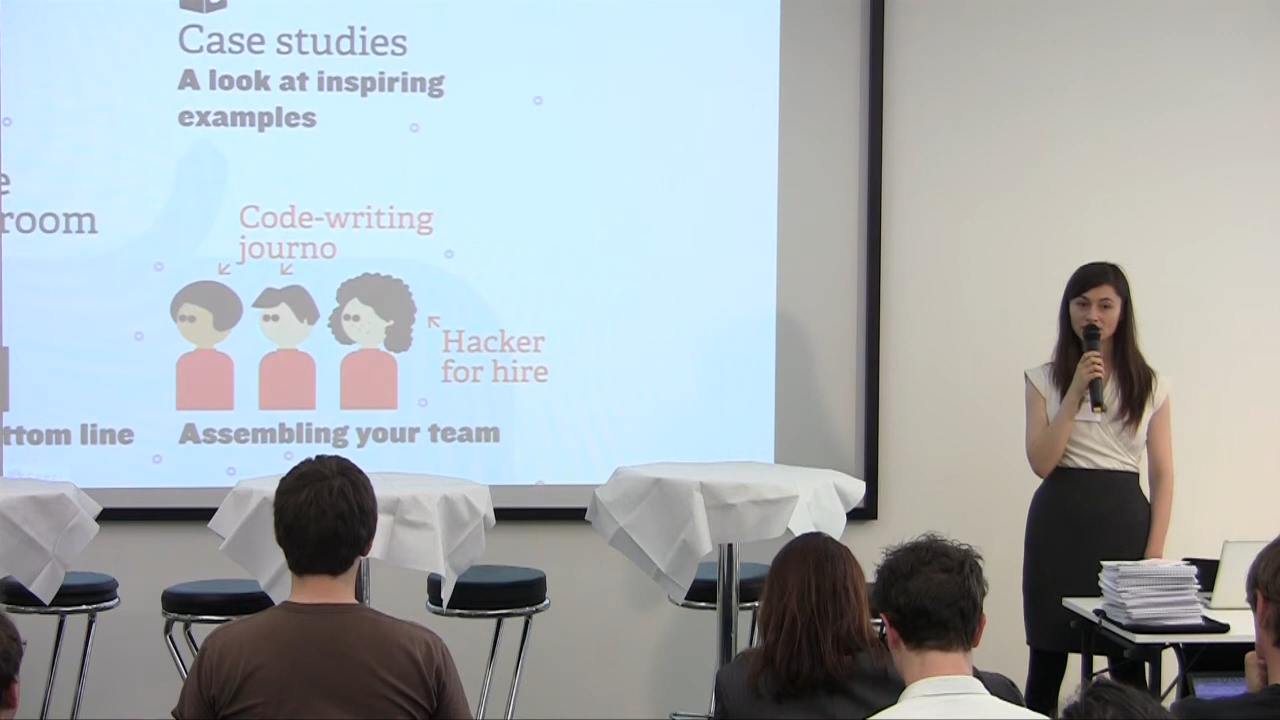 Case studies
A look at inspiring
examples
e
room
Code-writing
journo
Hacker
for hire
ttom line
Assembling your team